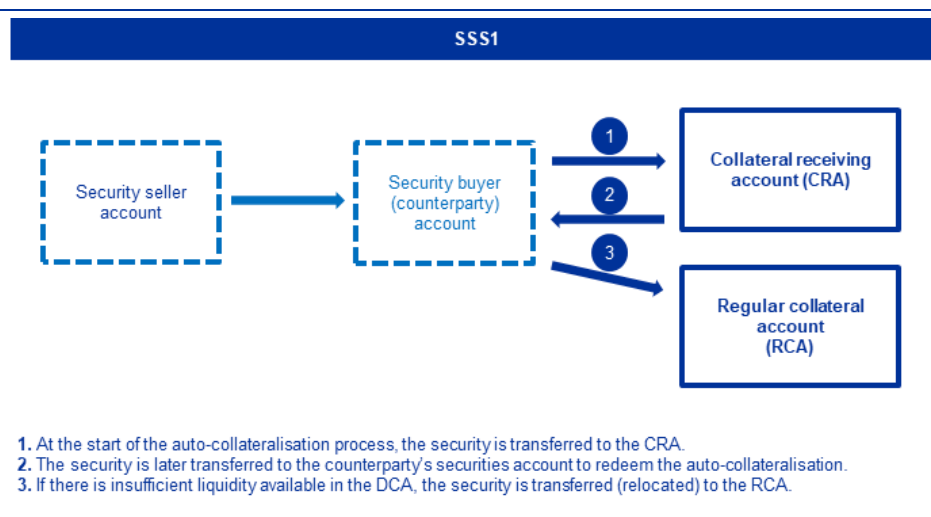 SSS1
Security seller
account
Security buyer
(counterparty)
account
1
2
3
Collateral receiving
account (CRA)
Regular collateral
account
(RCA)
1. At the start of the auto-collateralisation process, the security is transferred to the CRA.
2. The security is later transferred to the counterparty's securities account to redeem the auto-collateralisation.
3. If there is insufficient liquidity available in the DCA, the security is transferred (relocated) to the RCA.